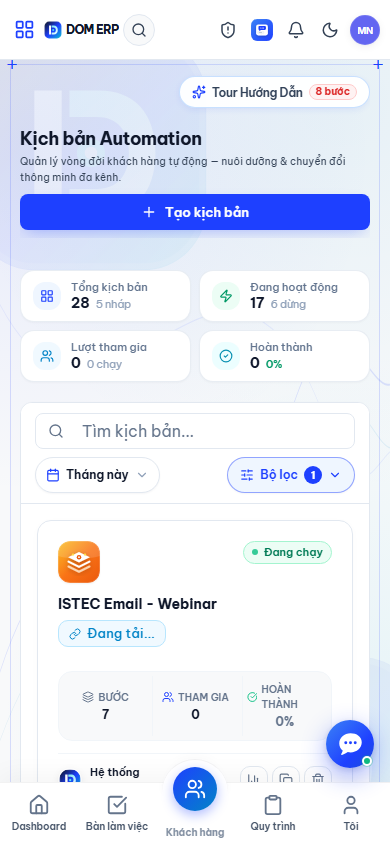 DOM ERP
MN
Tour Hướng Dẫn 8 bước
Kịch bản Automation
Quản lý vòng đời khách hàng tự động — nuôi dưỡng & chuyển đổi
thông minh đa kênh.
Tạo kịch bản
Tổng kịch bản
28 5 nháp
Đang hoạt động
17 6 dừng
Lượt tham gia
0 0 chạy
Hoàn thành
0 0%
Tìm kịch bản...
Tháng này
Bộ lọc 1
Đang chạy
ISTEC Email - Webinar
Đang tải...
BƯỚC
7
THAM GIA
0
HOÀN
THÀNH
0%
Hệ thống
Dashboard
Bàn làm việc
Khách hàng
Quy trình
Tôi